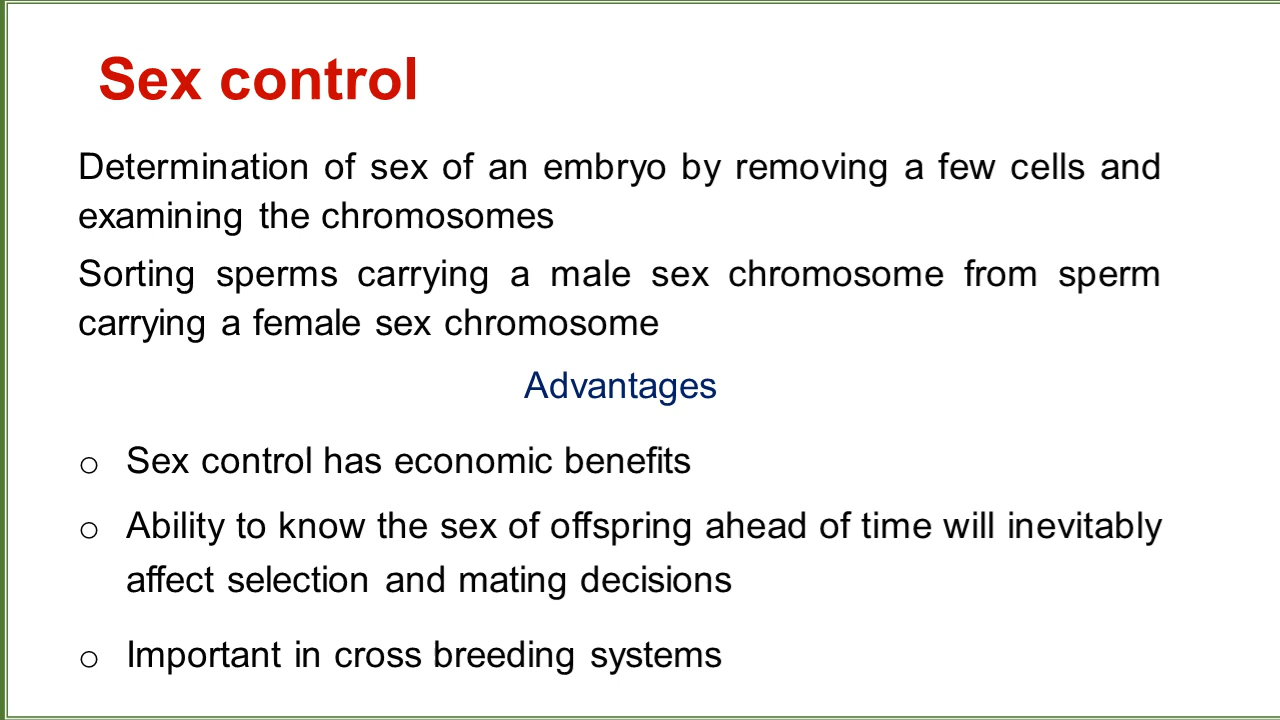 Sex control
Determination of sex of an embryo by removing a few cells and
examining the chromosomes
Sorting sperms carrying a male sex chromosome from sperm
carrying a female sex chromosome
Advantages
o Sex control has economic benefits
o Ability to know the sex of offspring ahead of time will inevitably
affect selection and mating decisions
o Important in cross breeding systems